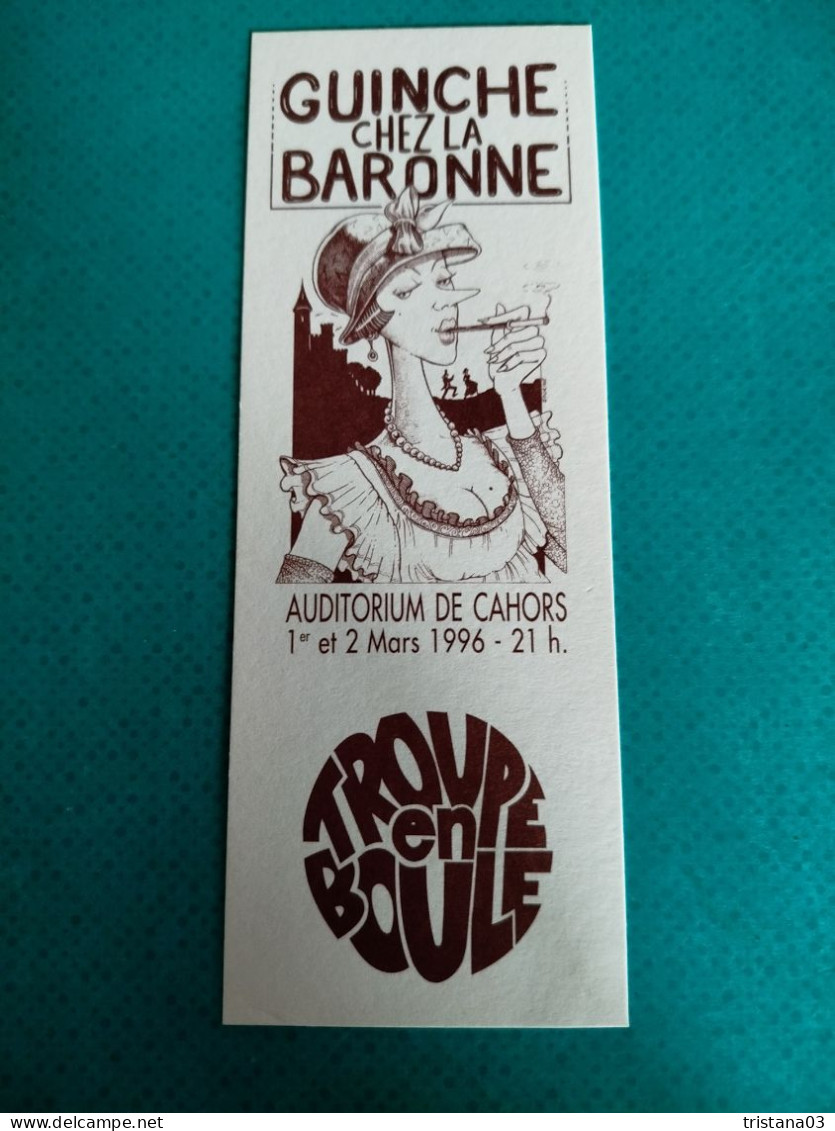 GUINCHE
CHEZ LA
BARONNE
AUDITORIUM DE CAHORS
1er et 2 Mars 1996 - 21 h.
TROUPE
en
BOULE
delcampe.net
tristana03